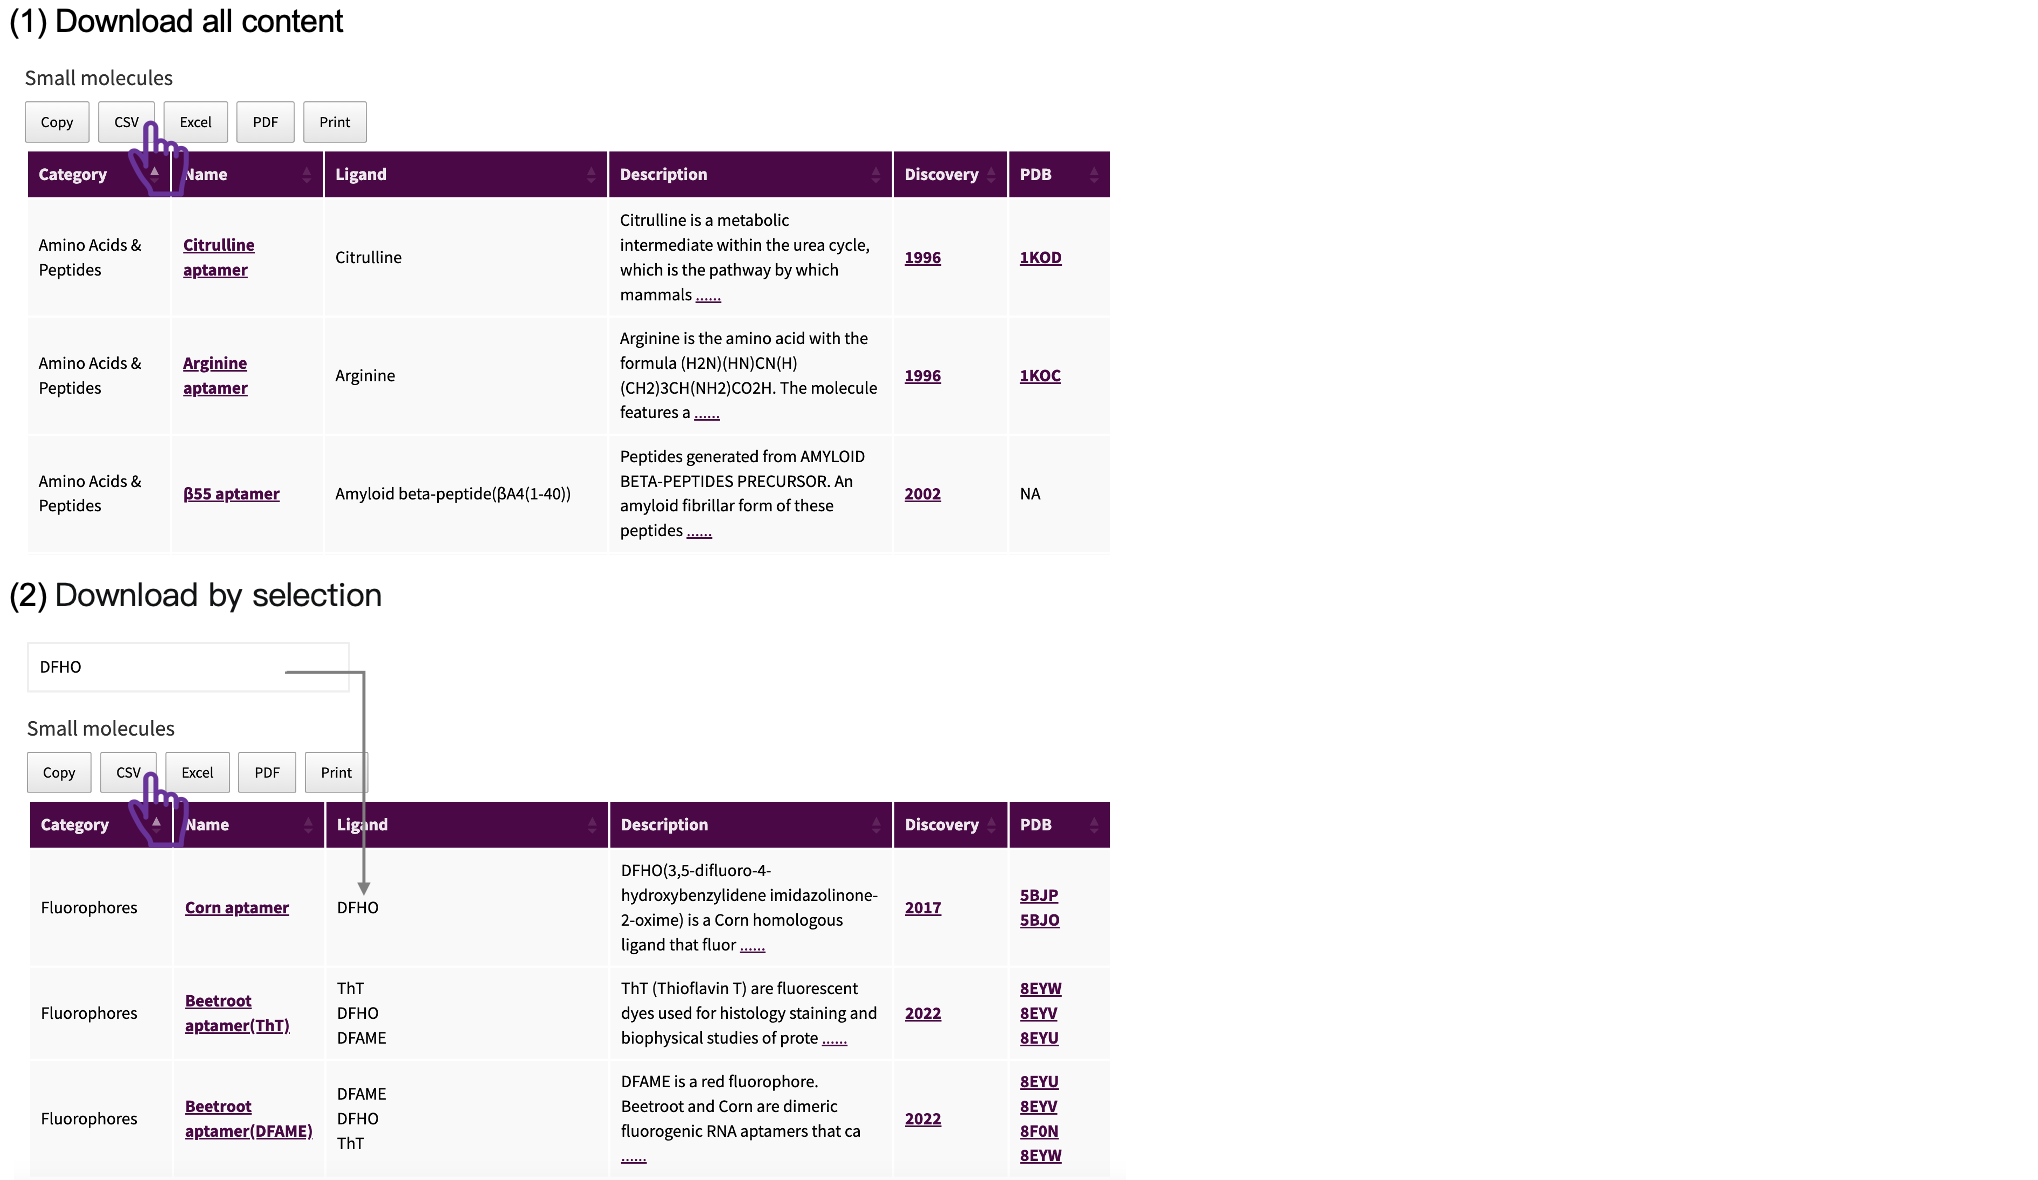 (1) Download all content
Small molecules
Copy CSV Excel PDF Print
Category Name Ligand Description Discovery PDB
Amino Acids &
Peptides
Citrulline
aptamer
Citrulline
Citrulline is a metabolic
intermediate within the urea cycle,
which is the pathway by which
mammals ......
1996
1KOD
Amino Acids &
Peptides
Arginine
aptamer
Arginine
Arginine is the amino acid with the
formula (H2N)(HN)CN(H)
(CH2)3CH(NH2)CO2H. The molecule
features a ......
1996
1KOC
Amino Acids &
Peptides
β55 aptamer
Amyloid beta-peptide(βA4(1-40))
Peptides generated from AMYLOID
BETA-PEPTIDES PRECURSOR. An
amyloid fibrillar form of these
peptides ......
2002
NA
(2) Download by selection
DFHO
Small molecules
Copy CSV Excel PDF Print
Category Name Ligand Description Discovery PDB
Fluorophores
Corn aptamer
DFHO
DFHO(3,5-difluoro-4-
hydroxybenzylidene imidazolinone-
2-oxime) is a Corn homologous
ligand that fluor ......
2017
5BJP
5BJO
Fluorophores
Beetroot
aptamer(ThT)
ThT
DFHO
DFAME
ThT (Thioflavin T) are fluorescent
dyes used for histology staining and
biophysical studies of prote ......
2022
8EYW
8EYV
8EYU
Fluorophores
Beetroot
aptamer(DFAME)
DFAME
DFHO
ThT
DFAME is a red fluorophore.
Beetroot and Corn are dimeric
fluorogenic RNA aptamers that ca
......
2022
8EYU
8EYV
8F0N
8EYW